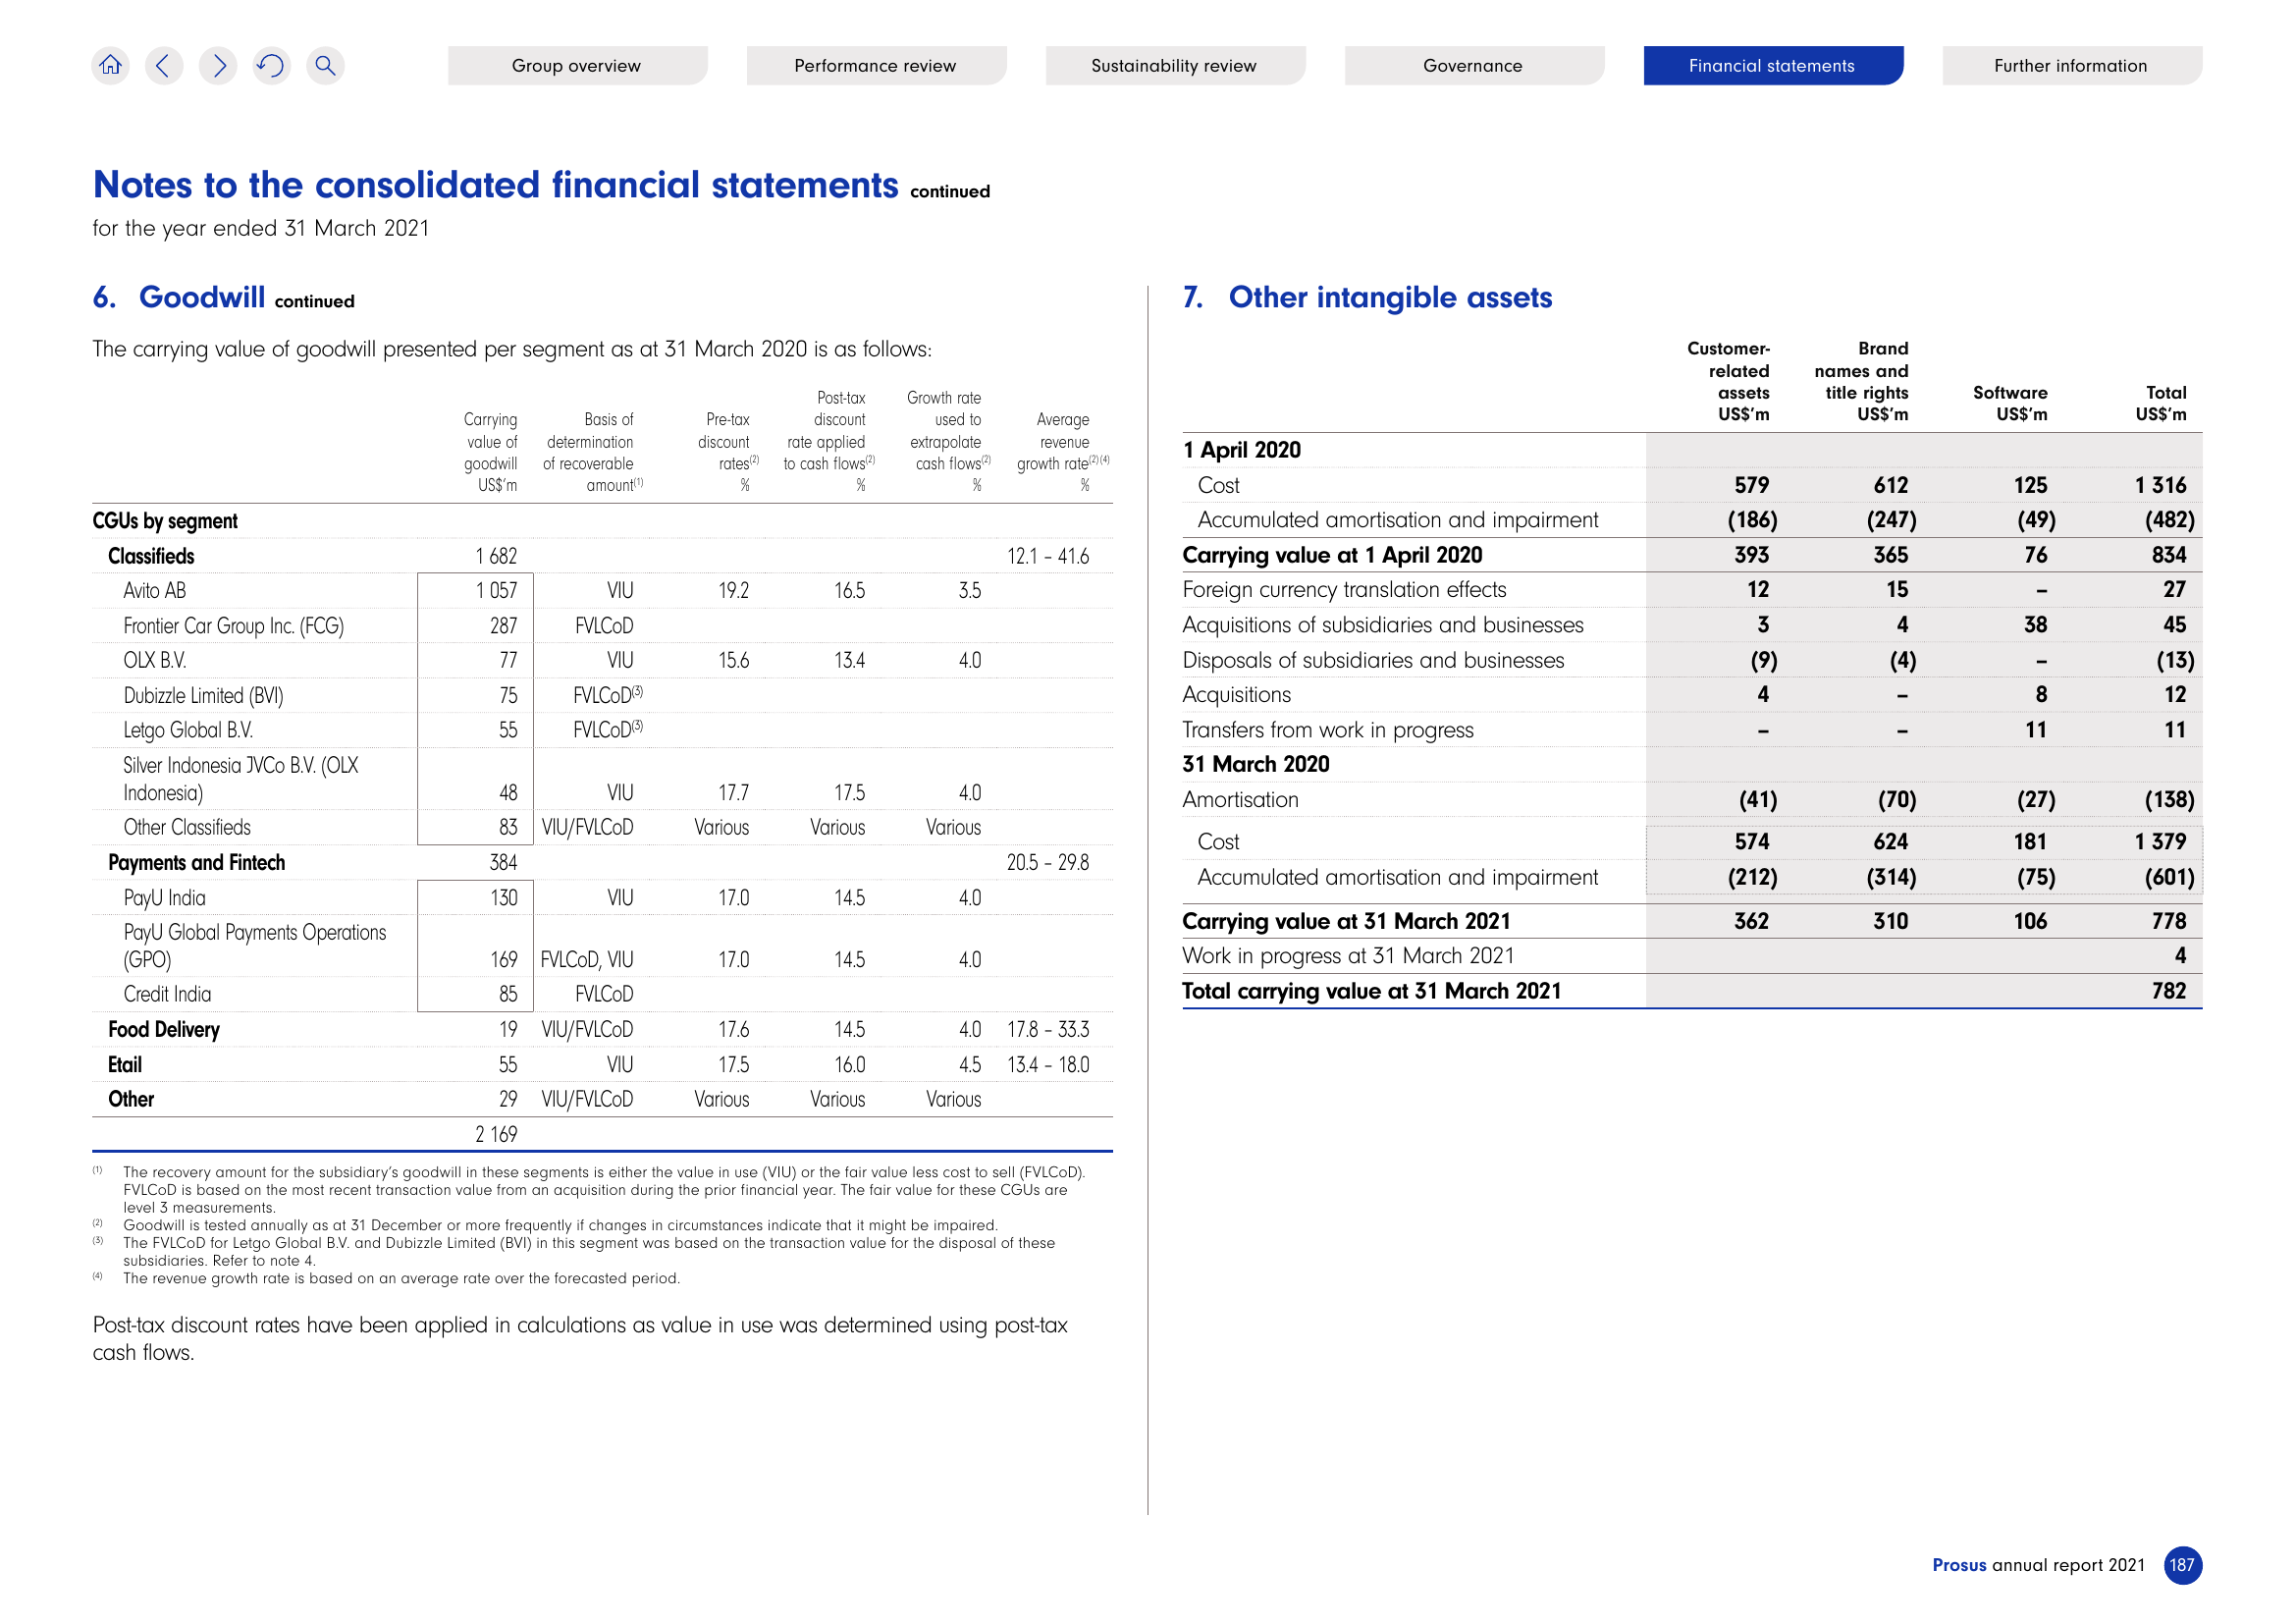 Group overview
Performance review
Sustainability review
Governance
Financial statements
Further information
Notes to the consolidated financial statements continued
for the year ended 31 March 2021
6. Goodwill continued
The carrying value of goodwill presented per segment as at 31 March 2020 is as follows:
Carrying value of goodwill US$'m | Basis of determination of recoverable amount(1) | Pre-tax discount rates(2) % | Post-tax discount rate applied to cash flows(2) % | Growth rate used to extrapolate cash flows(2) % | Average revenue growth rate(2)(4) %
CGUs by segment
Classifieds 1 682 12.1 – 41.6
Avito AB 1 057 VIU 19.2 16.5 3.5
Frontier Car Group Inc. (FCG) 287 FVLCoD
OLX B.V. 77 VIU 15.6 13.4 4.0
Dubizzle Limited (BVI) 75 FVLCoD(3)
Letgo Global B.V. 55 FVLCoD(3)
Silver Indonesia JVCo B.V. (OLX
Indonesia) 48 VIU 17.7 17.5 4.0
Other Classifieds 83 VIU/FVLCoD Various Various Various
Payments and Fintech 384 20.5 – 29.8
PayU India 130 VIU 17.0 14.5 4.0
PayU Global Payments Operations
(GPO) 169 FVLCoD, VIU 17.0 14.5 4.0
Credit India 85 FVLCoD
Food Delivery 19 VIU/FVLCoD 17.6 14.5 4.0 17.8 – 33.3
Etail 55 VIU 17.5 16.0 4.5 13.4 – 18.0
Other 29 VIU/FVLCoD Various Various Various
2 169
(1) The recovery amount for the subsidiary's goodwill in these segments is either the value in use (VIU) or the fair value less cost to sell (FVLCoD).
FVLCoD is based on the most recent transaction value from an acquisition during the prior financial year. The fair value for these CGUs are
level 3 measurements.
(2) Goodwill is tested annually as at 31 December or more frequently if changes in circumstances indicate that it might be impaired.
(3) The FVLCoD for Letgo Global B.V. and Dubizzle Limited (BVI) in this segment was based on the transaction value for the disposal of these
subsidiaries. Refer to note 4.
(4) The revenue growth rate is based on an average rate over the forecasted period.
Post-tax discount rates have been applied in calculations as value in use was determined using post-tax
cash flows.
7. Other intangible assets
Customer-related assets US$'m | Brand names and title rights US$'m | Software US$'m | Total US$'m
1 April 2020
Cost 579 612 125 1 316
Accumulated amortisation and impairment (186) (247) (49) (482)
Carrying value at 1 April 2020 393 365 76 834
Foreign currency translation effects 12 15 – 27
Acquisitions of subsidiaries and businesses 3 4 38 45
Disposals of subsidiaries and businesses (9) (4) – (13)
Acquisitions 4 – 8 12
Transfers from work in progress – – 11 11
31 March 2020
Amortisation (41) (70) (27) (138)
Cost 574 624 181 1 379
Accumulated amortisation and impairment (212) (314) (75) (601)
Carrying value at 31 March 2021 362 310 106 778
Work in progress at 31 March 2021 4
Total carrying value at 31 March 2021 782
Prosus annual report 2021 187